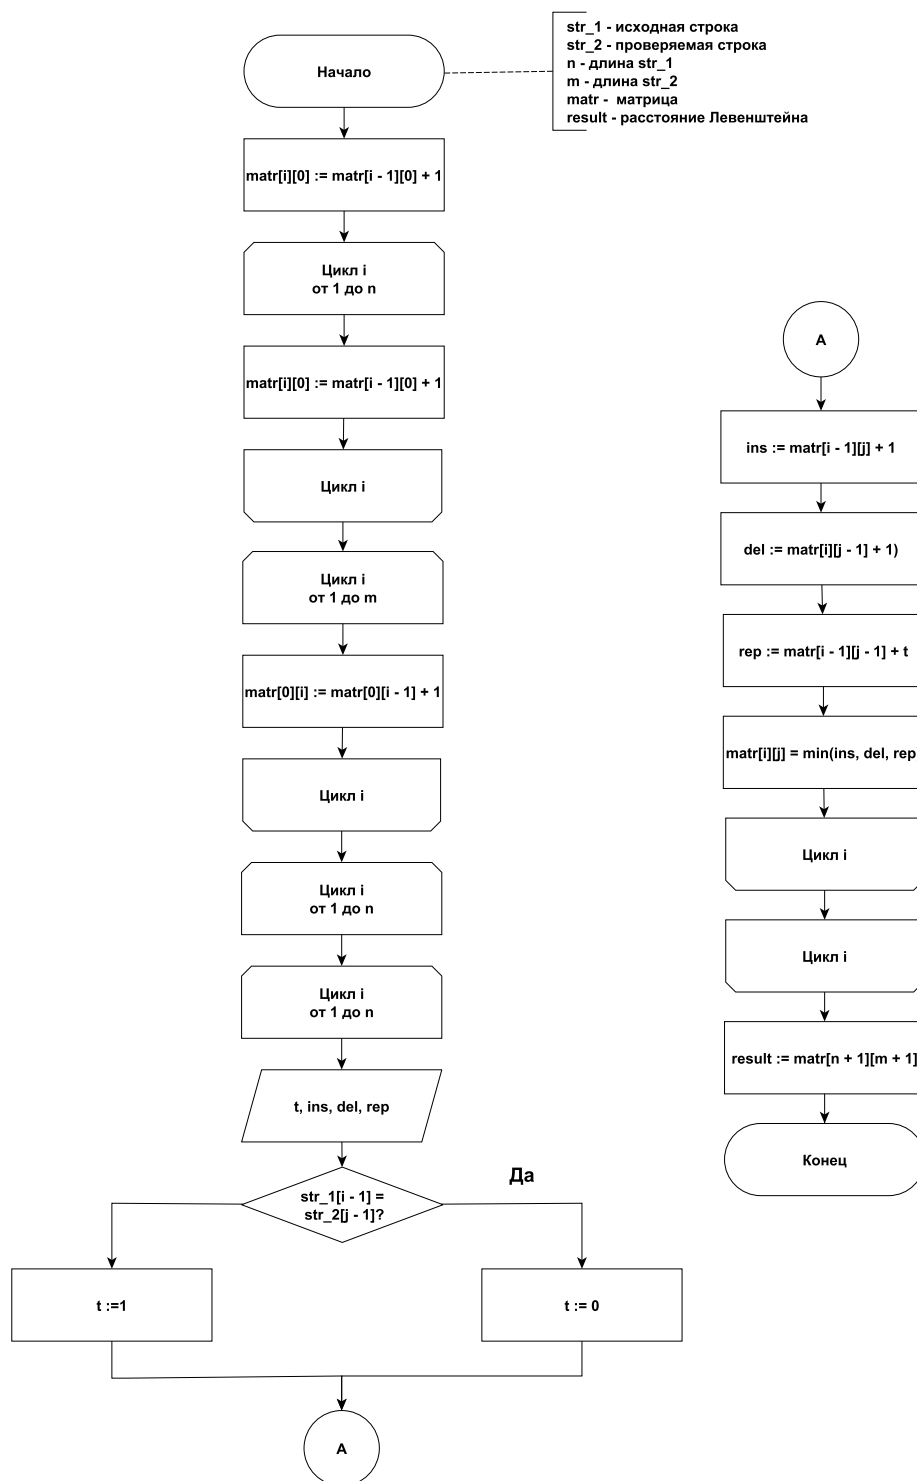 Начало
str_1 - исходная строка
str_2 - проверяемая строка
n - длина str_1
m - длина str_2
matr -  матрица
result - расстояние Левенштейна
matr[i][0] := matr[i - 1][0] + 1
Цикл i
от 1 до n
matr[i][0] := matr[i - 1][0] + 1
Цикл i
Цикл i
от 1 до m
matr[0][i] := matr[0][i - 1] + 1
Цикл i
Цикл i
от 1 до n
Цикл i
от 1 до n
t, ins, del, rep
str_1[i - 1] =
str_2[j - 1]?
Да
t :=1
t := 0
A
A
ins := matr[i - 1][j] + 1
del := matr[i][j - 1] + 1)
rep := matr[i - 1][j - 1] + t
matr[i][j] = min(ins, del, rep
Цикл i
Цикл i
result := matr[n + 1][m + 1]
Конец